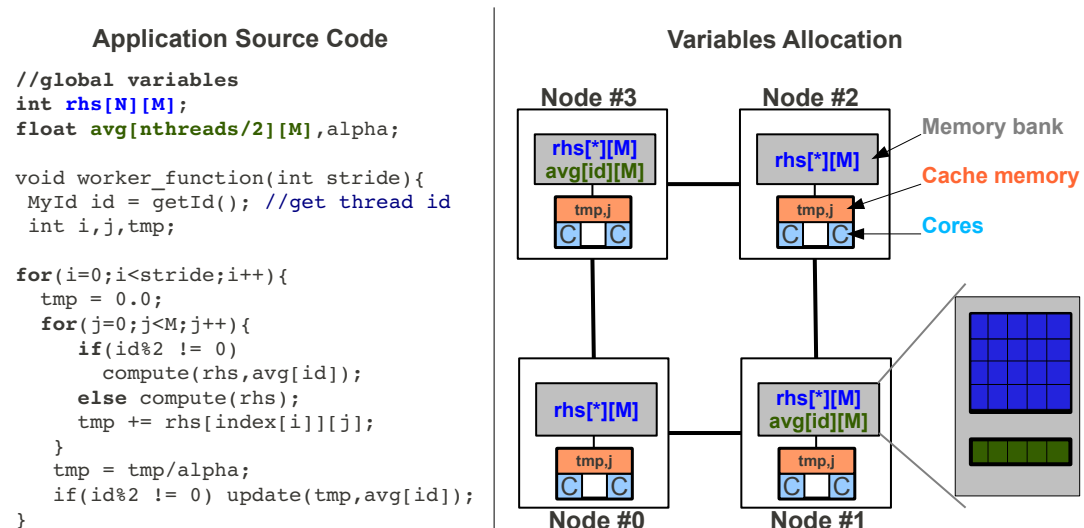 Application Source Code
//global variables
int rhs[N][M];
float avg[nthreads/2][M],alpha;
void worker_function(int stride){
MyId id = getId(); //get thread id
int i,j,tmp;
for(i=0;i<stride;i++){
tmp = 0.0;
for(j=0;j<M;j++){
if(id%2 != 0)
compute(rhs,avg[id]);
else compute(rhs);
tmp += rhs[index[i]][j];
}
tmp = tmp/alpha;
if(id%2 != 0) update(tmp,avg[id]);
}
Variables Allocation
Node #3
rhs[*][M]
avg[id][M]
tmp,j
C C
Node #2
rhs[*][M]
tmp,j
C C
Memory bank
Cache memory
Cores
rhs[*][M]
tmp,j
C C
Node #0
rhs[*][M]
avg[id][M]
tmp,j
C C
Node #1